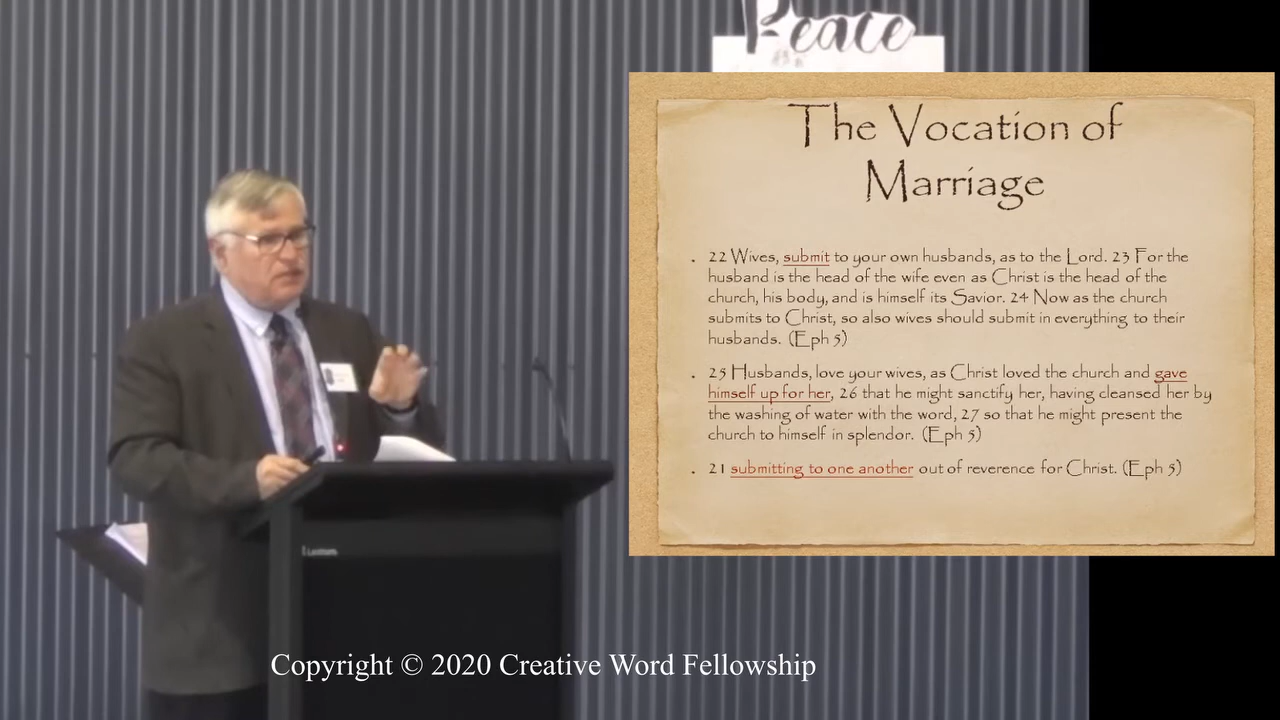 Peace
The Vocation of
Marriage
. 22 Wives, submit to your own husbands, as to the Lord. 23 For the
husband is the head of the wife even as Christ is the head of the
church, his body, and is himself its Savior. 24 Now as the church
submits to Christ, so also wives should submit in everything to their
husbands. (Eph 5)
. 25 Husbands, love your wives, as Christ loved the church and gave
himself up for her, 26 that he might sanctify her, having cleansed her by
the washing of water with the word, 27 so that he might present the
church to himself in splendor. (Eph 5)
. 21 submitting to one another out of reverence for Christ. (Eph 5)
Copyright © 2020 Creative Word Fellowship